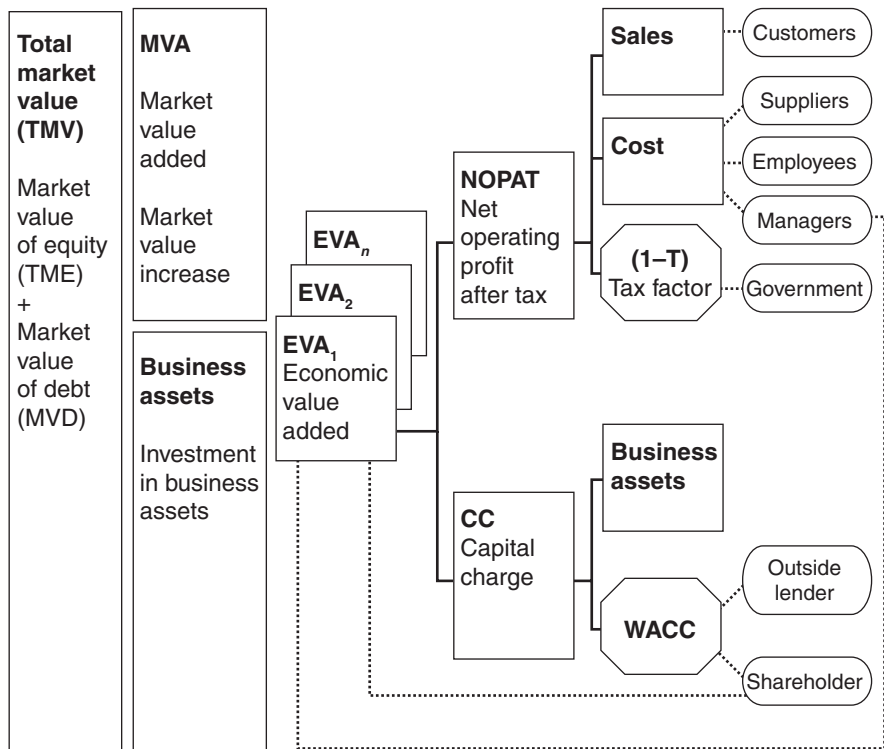 Total
market
value
(TMV)
Market
value
of equity
(TME)
+
Market
value
of debt
(MVD)
MVA
Market
value
added
Market
value
increase
Business
assets
Investment
in business
assets
EVAn
EVA2
EVA1
Economic
value
added
NOPAT
Net
operating
profit
after tax
CC
Capital
charge
Sales
Cost
(1–T)
Tax factor
Business
assets
WACC
Customers
Suppliers
Employees
Managers
Government
Outside
lender
Shareholder